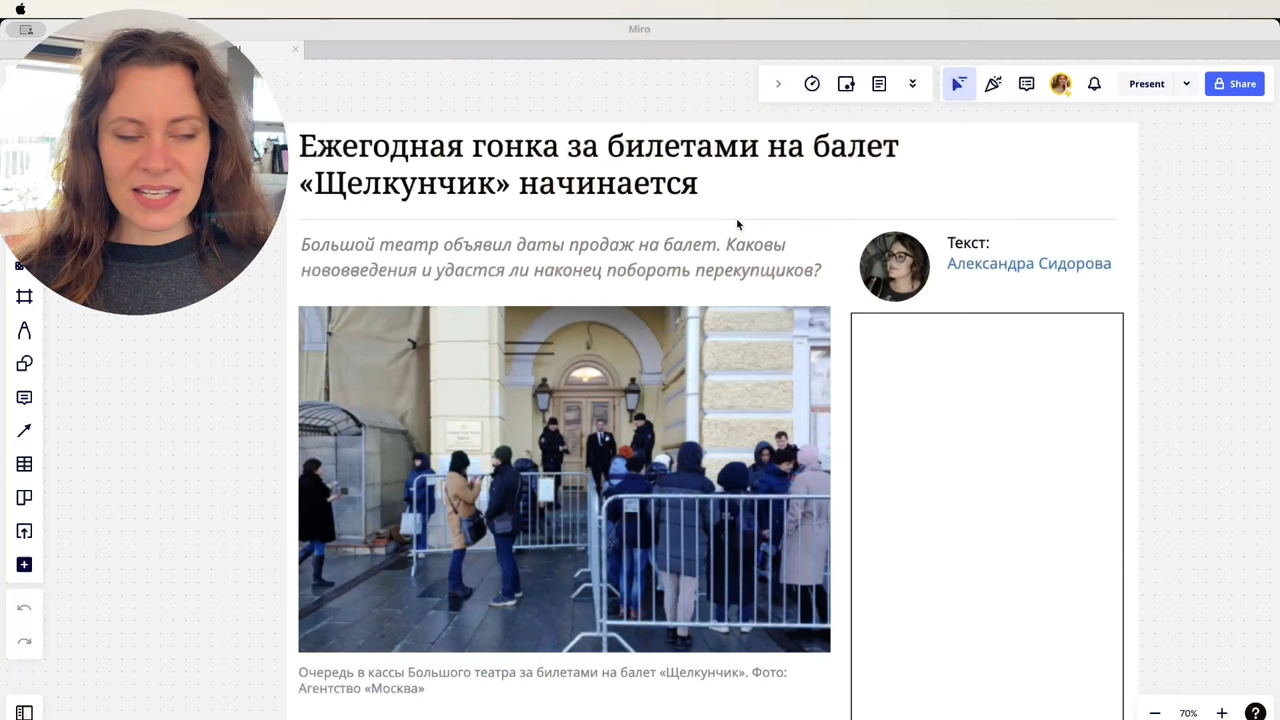 Miro
Present
Share
Ежегодная гонка за билетами на балет
«Щелкунчик» начинается
Большой театр объявил даты продаж на балет. Каковы
нововведения и удастся ли наконец побороть перекупщиков?
Текст:
Александра Сидорова
Очередь в кассы Большого театра за билетами на балет «Щелкунчик». Фото:
Агентство «Москва»
70%